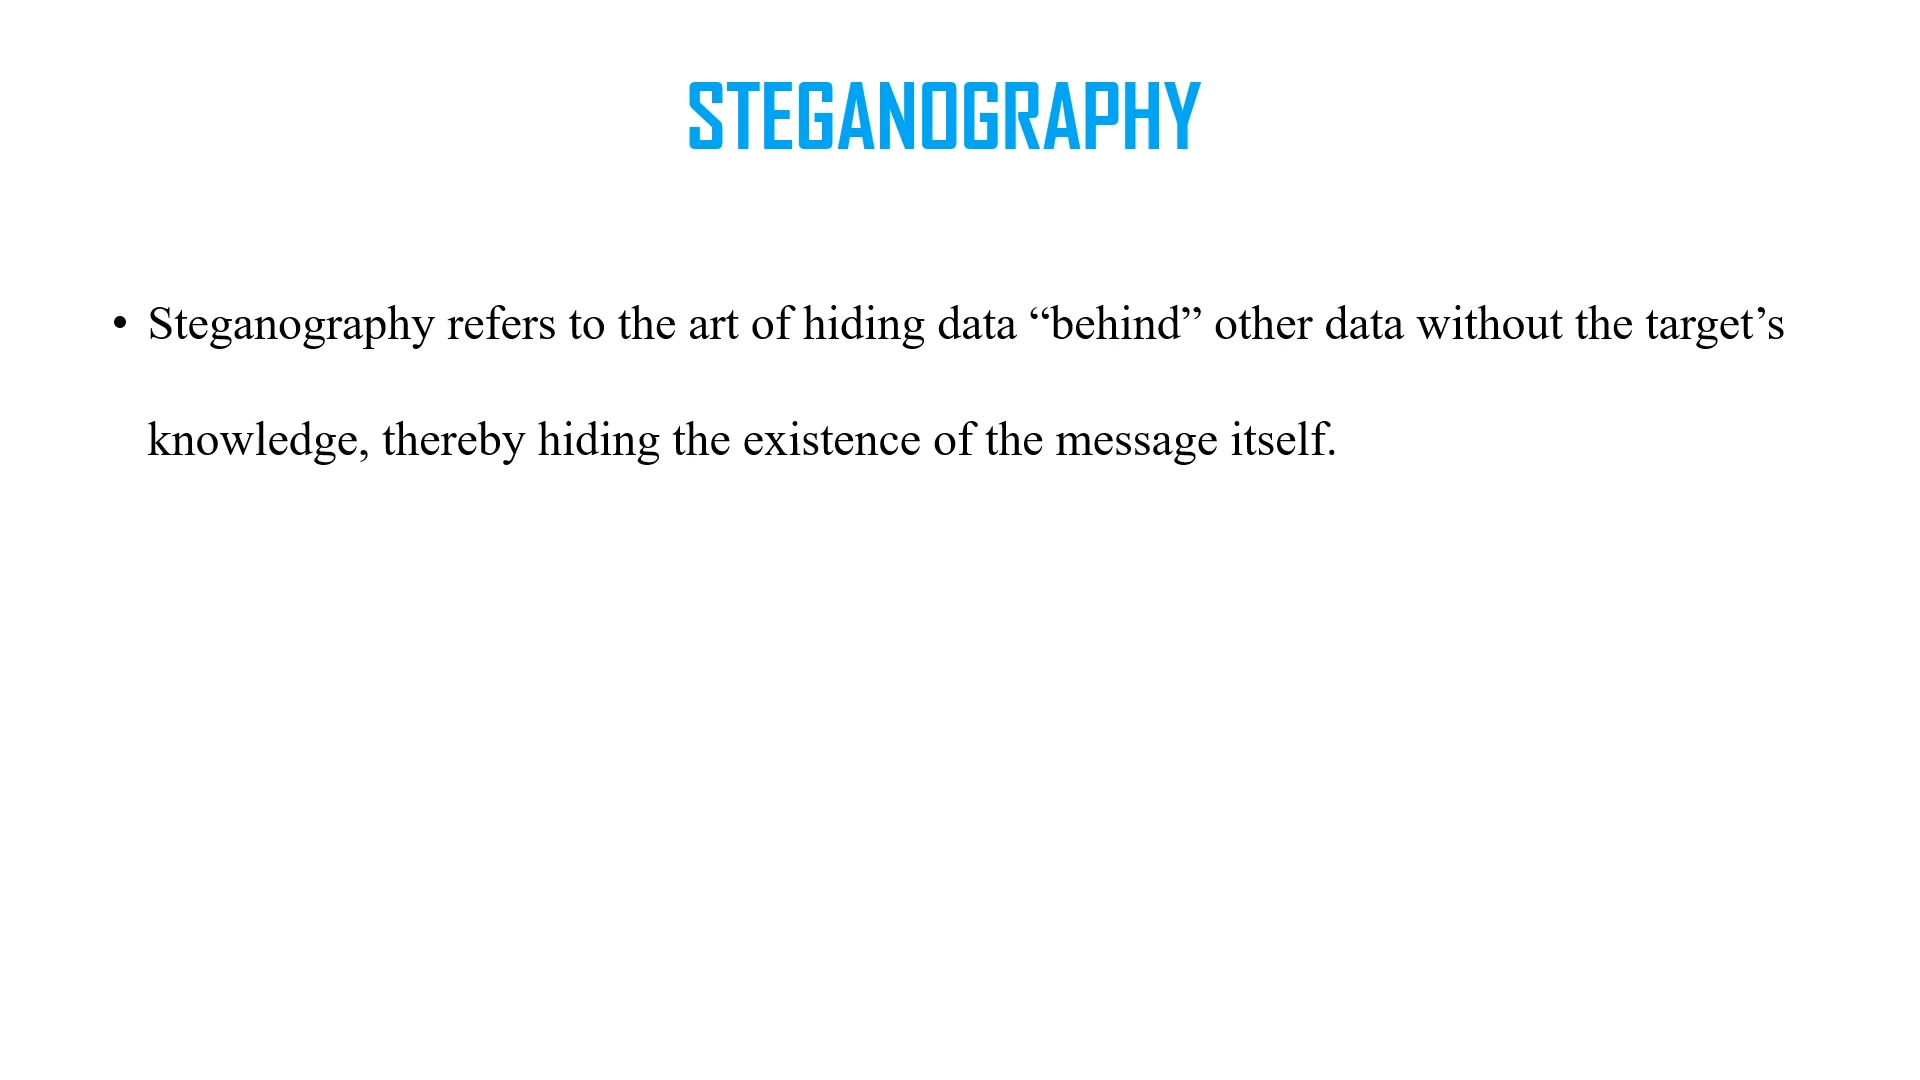 STEGANOGRAPHY
• Steganography refers to the art of hiding data “behind” other data without the target’s
knowledge, thereby hiding the existence of the message itself.